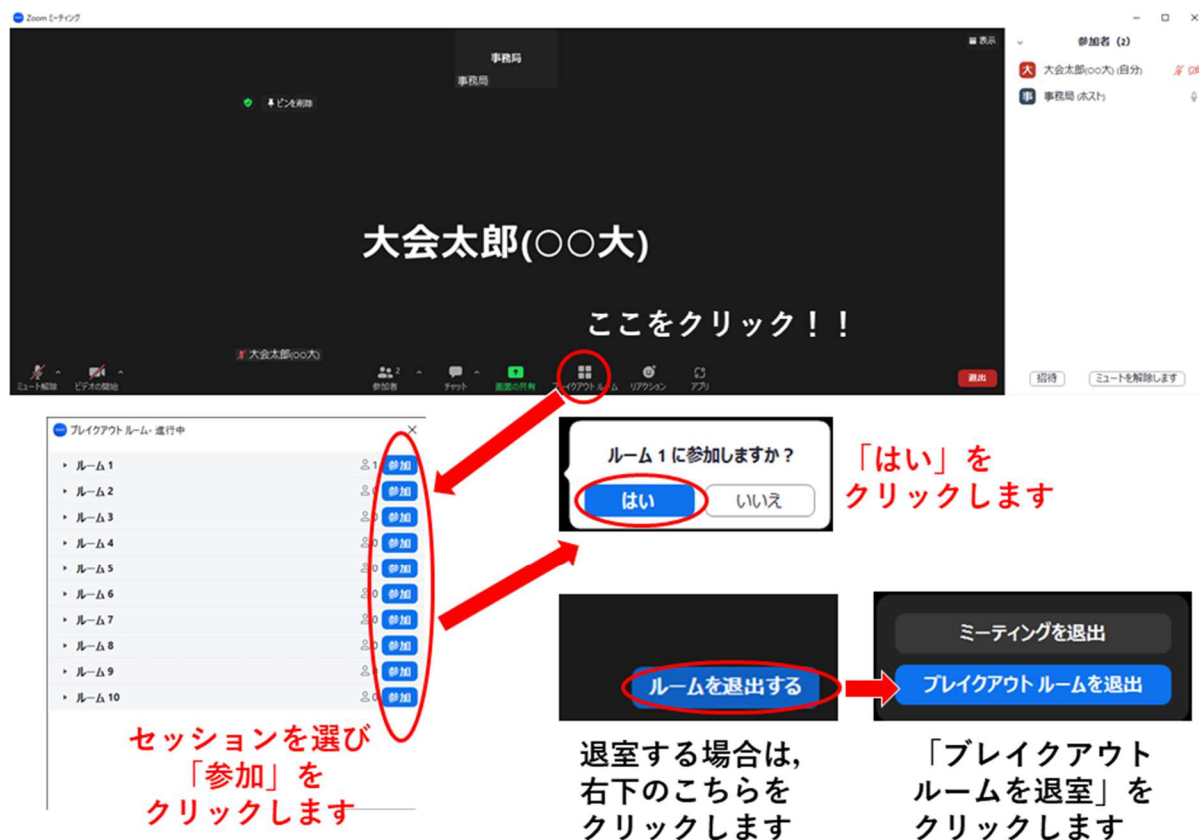 Zoom ミーティング
表示
事務局
事務局
ピンを削除
大会太郎(○○大)
ここをクリック！！
大会太郎(○○大)
ミュート解除
ビデオの開始
2
参加者
チャット
画面の共有
ブレイクアウト ルーム
リアクション
アプリ
退出
参加者 (2)
大 大会太郎(○○大) (自分)
事 事務局 (ホスト)
招待
ミュートを解除します
ブレイクアウト ルーム - 進行中
ルーム 1 1 参加
ルーム 2 0 参加
ルーム 3 0 参加
ルーム 4 0 参加
ルーム 5 0 参加
ルーム 6 0 参加
ルーム 7 0 参加
ルーム 8 0 参加
ルーム 9 0 参加
ルーム 10 0 参加
セッションを選び
「参加」を
クリックします
ルーム 1 に参加しますか？
はい
いいえ
「はい」を
クリックします
ルームを退出する
退室する場合は,
右下のこちらを
クリックします
ミーティングを退出
ブレイクアウト ルームを退出
「ブレイクアウト
ルームを退室」を
クリックします